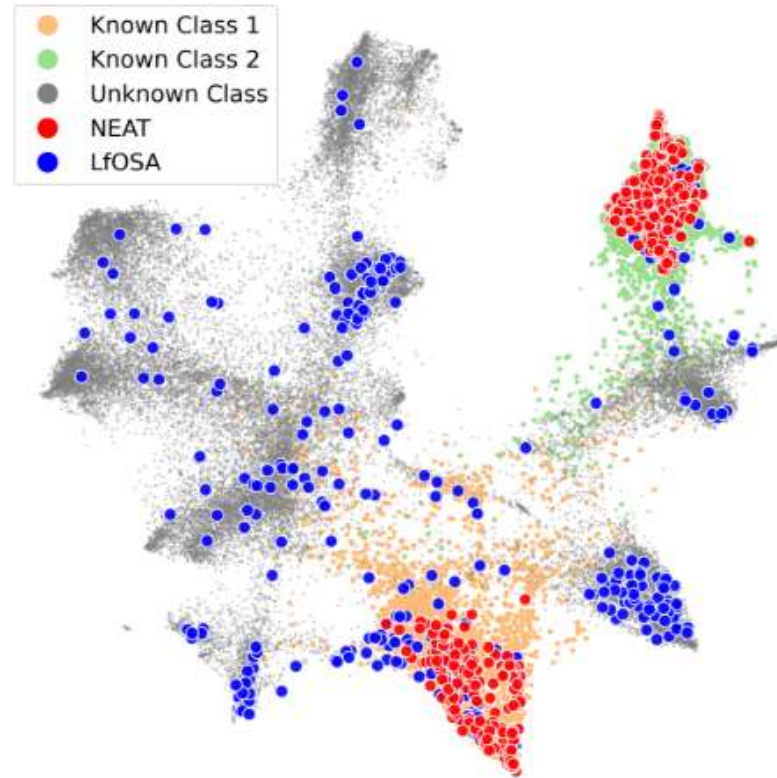 Known Class 1
Known Class 2
Unknown Class
NEAT
LfOSA